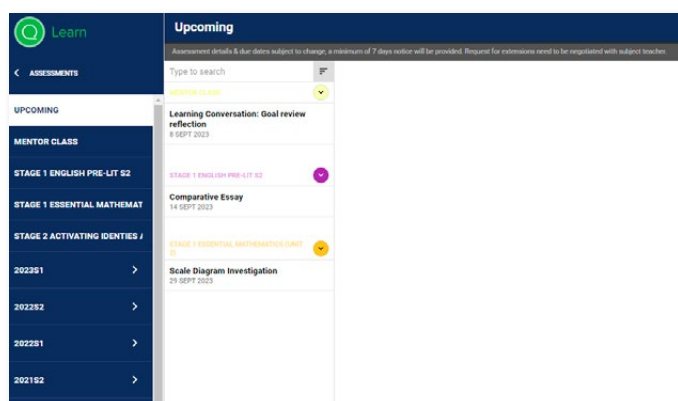 Learn
Upcoming
Assessment details & due dates subject to change, a minimum of 7 days notice will be provided. Request for extensions need to be negotiated with subject teacher.
ASSESSMENTS
UPCOMING
MENTOR CLASS
STAGE 1 ENGLISH PRE-LIT S2
STAGE 1 ESSENTIAL MATHEMAT
STAGE 2 ACTIVATING IDENTIES
2023S1
2022S2
2022S1
2021S2
Type to search
MENTOR CLASS
Learning Conversation: Goal review
reflection
8 SEPT 2023
STAGE 1 ENGLISH PRE-LIT S2
Comparative Essay
14 SEPT 2023
STAGE 1 ESSENTIAL MATHEMATICS (UNIT
2)
Scale Diagram Investigation
29 SEPT 2023